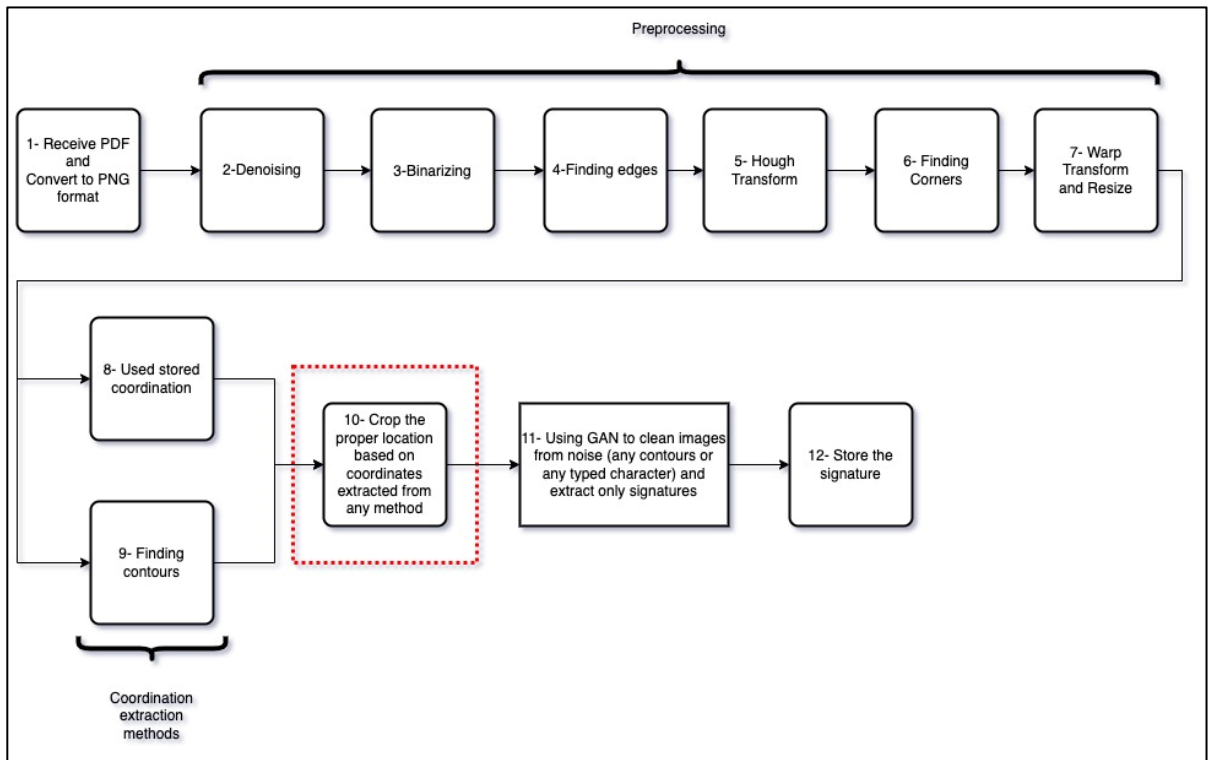 Preprocessing
1- Receive PDF
and
Convert to PNG
format
2-Denoising
3-Binarizing
4-Finding edges
5- Hough
Transform
6- Finding
Corners
7- Warp
Transform
and Resize
8- Used stored
coordination
9- Finding
contours
10- Crop the
proper location
based on
coordinates
extracted from
any method
11- Using GAN to clean images
from noise (any contours or
any typed character) and
extract only signatures
12- Store the
signature
Coordination
extraction
methods